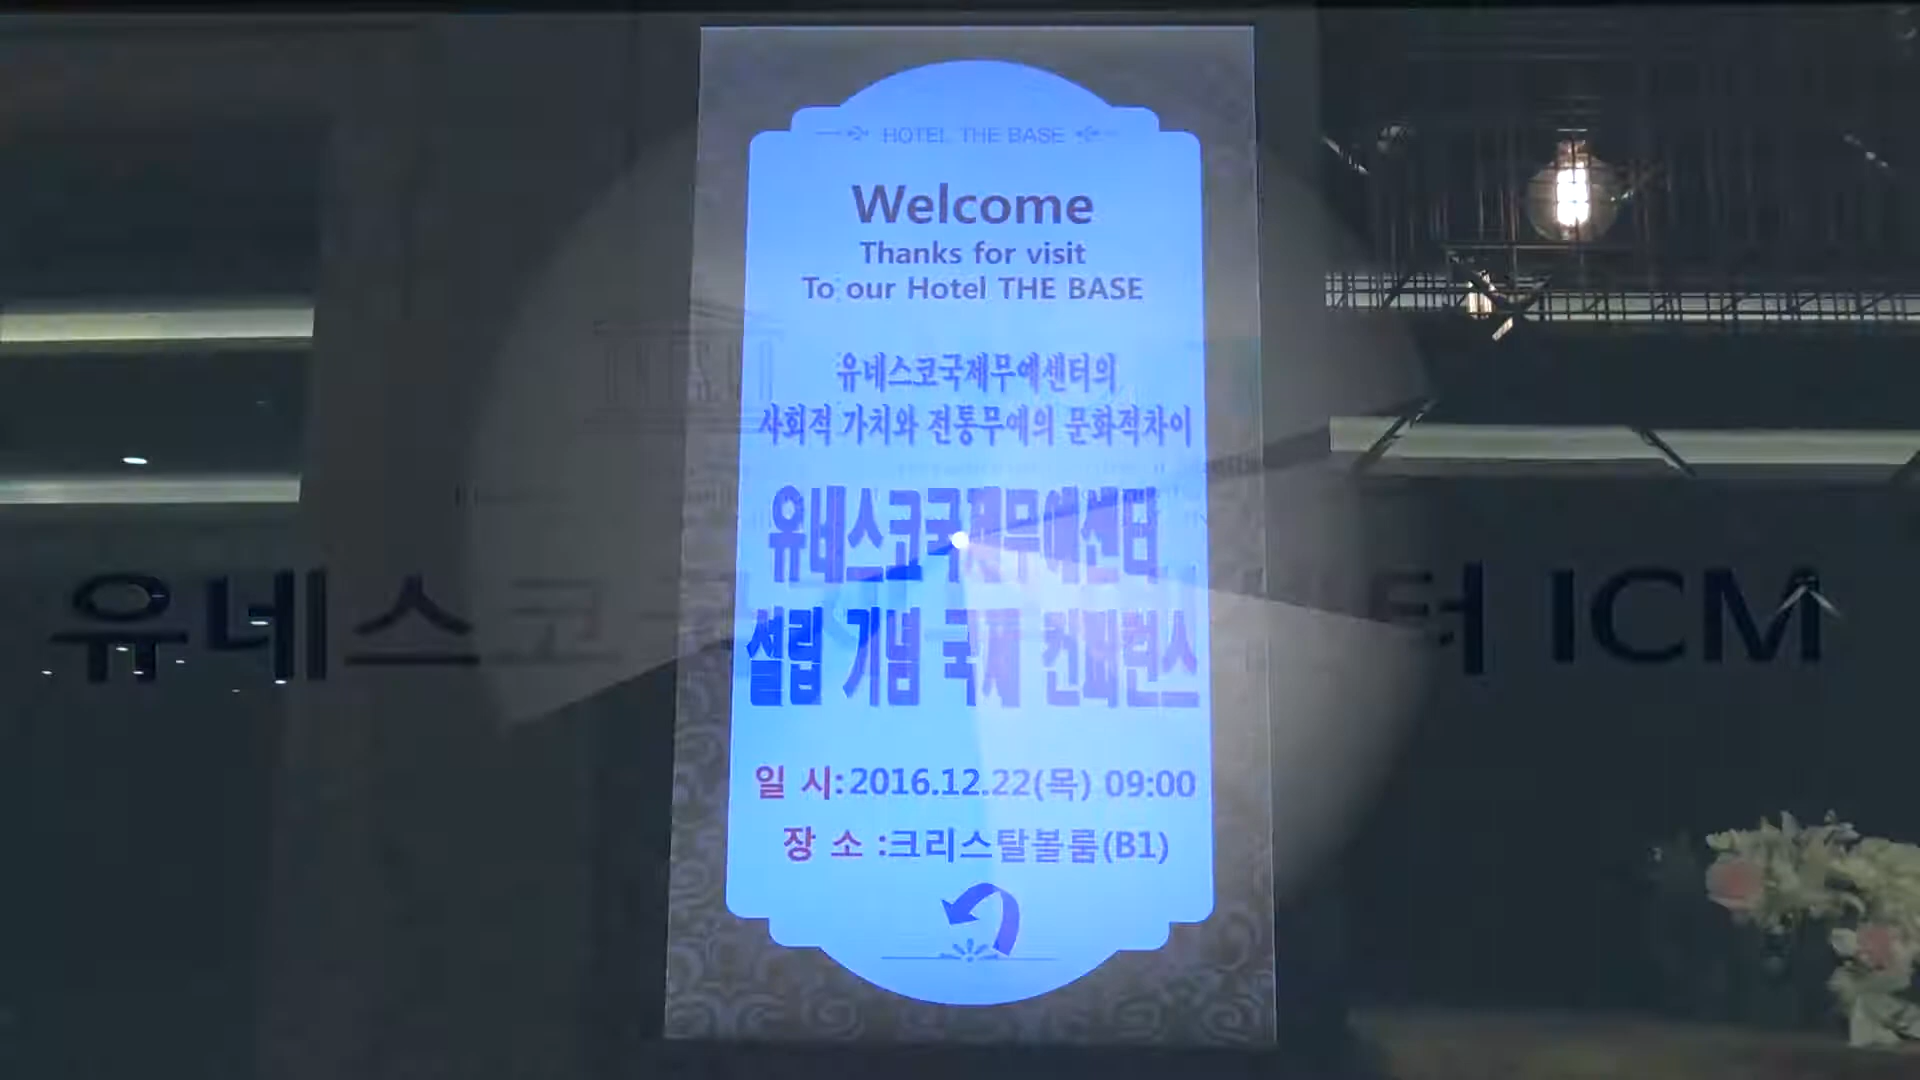 HOTEL THE BASE
Welcome
Thanks for visit
To our Hotel THE BASE
유네스코국제무예센터의
사회적 가치와 전통무예의 문화적차이
유네스코국제무예센터
설립 기념 국제 컨퍼런스
일 시:2016.12.22(목) 09:00
장 소 :크리스탈볼룸(B1)
유네스코 ICM